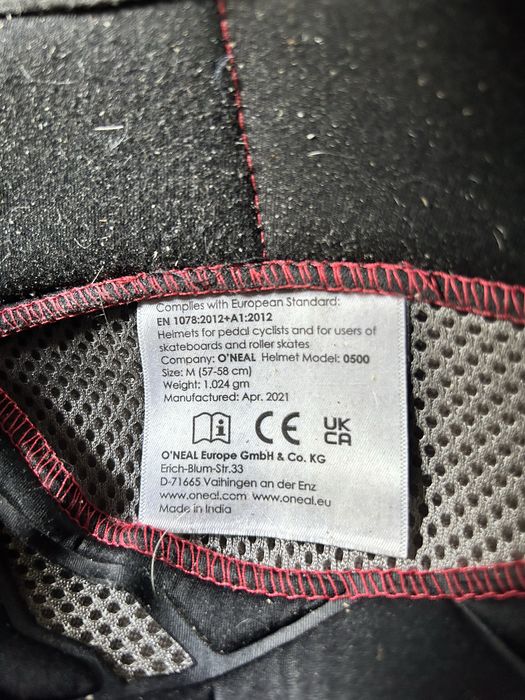 Complies with European Standard:
EN 1078:2012+A1:2012
Helmets for pedal cyclists and for users of
skateboards and roller skates
Company: O'NEAL Helmet Model: 0500
Size: M (57-58 cm)
Weight: 1.024 gm
Manufactured: Apr. 2021
i CE UK
CA
O'NEAL Europe GmbH & Co. KG
Erich-Blum-Str.33
D-71665 Vaihingen an der Enz
www.oneal.com www.oneal.eu
Made in India